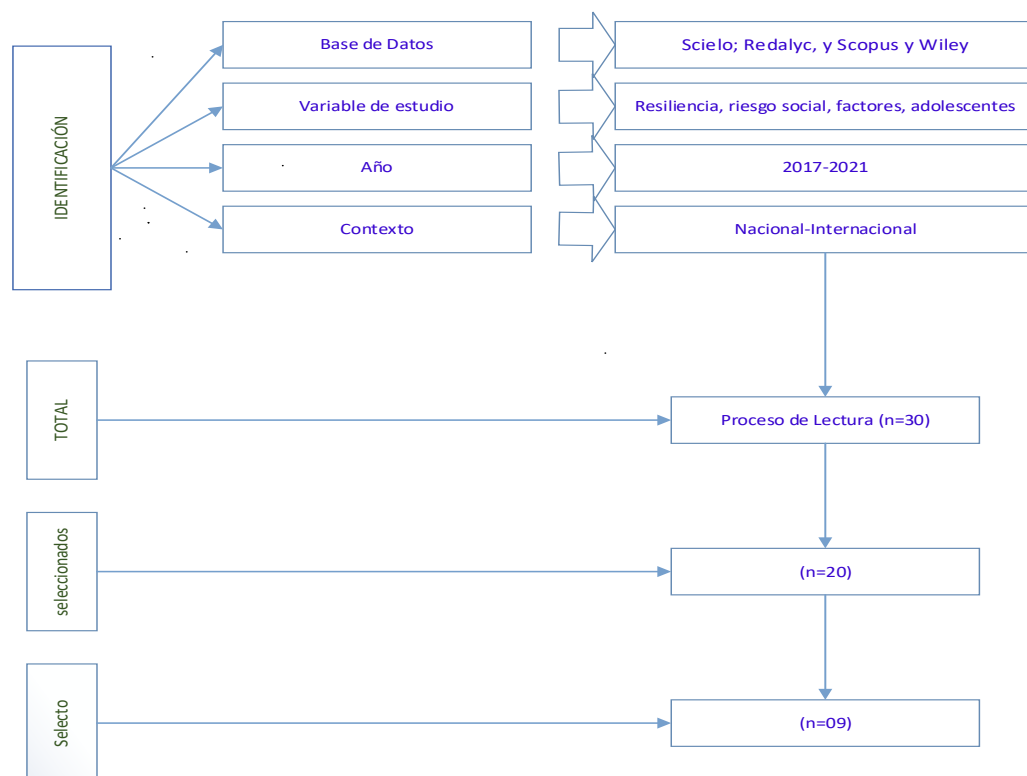 IDENTIFICACIÓN
Base de Datos
Scielo; Redalyc, y Scopus y Wiley
Variable de estudio
Resiliencia, riesgo social, factores, adolescentes
Año
2017-2021
Contexto
Nacional-Internacional
TOTAL
Proceso de Lectura (n=30)
seleccionados
(n=20)
Selecto
(n=09)